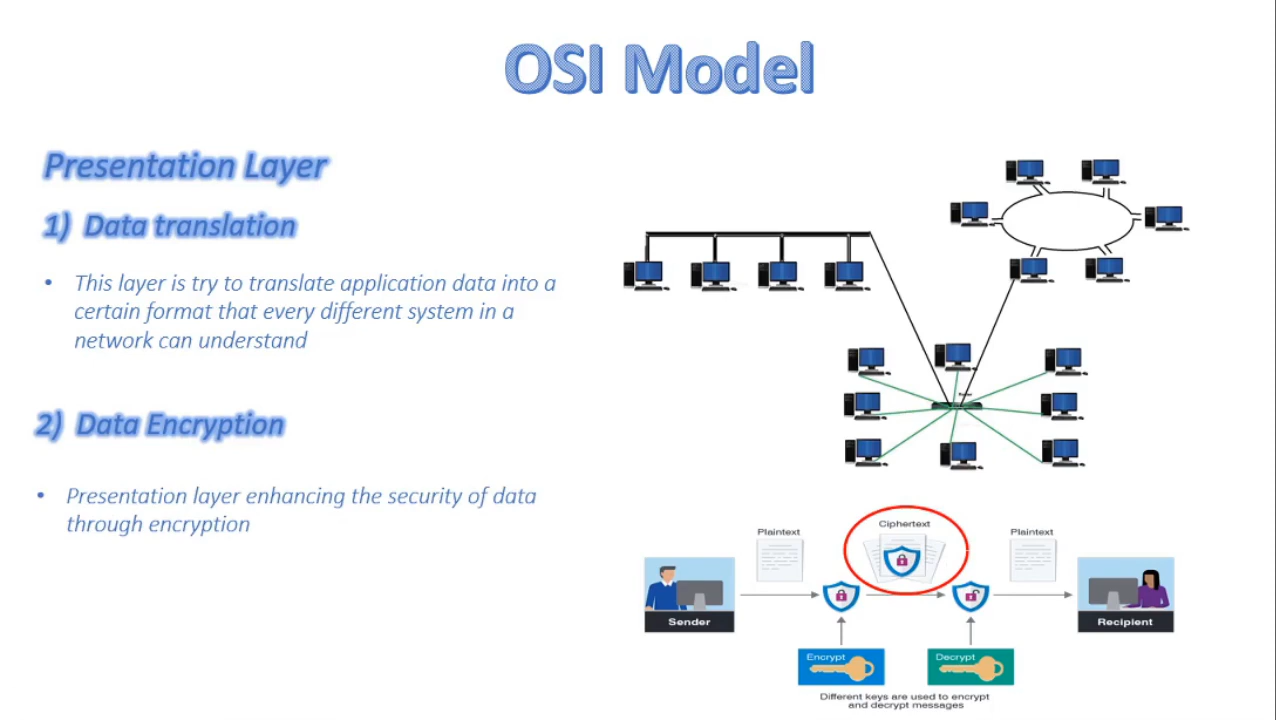 OSI Model
Presentation Layer
1) Data translation
• This layer is try to translate application data into a
certain format that every different system in a
network can understand
2) Data Encryption
• Presentation layer enhancing the security of data
through encryption
Plaintext
Ciphertext
Plaintext
Sender
Recipient
Encrypt
Decrypt
Different keys are used to encrypt
and decrypt messages